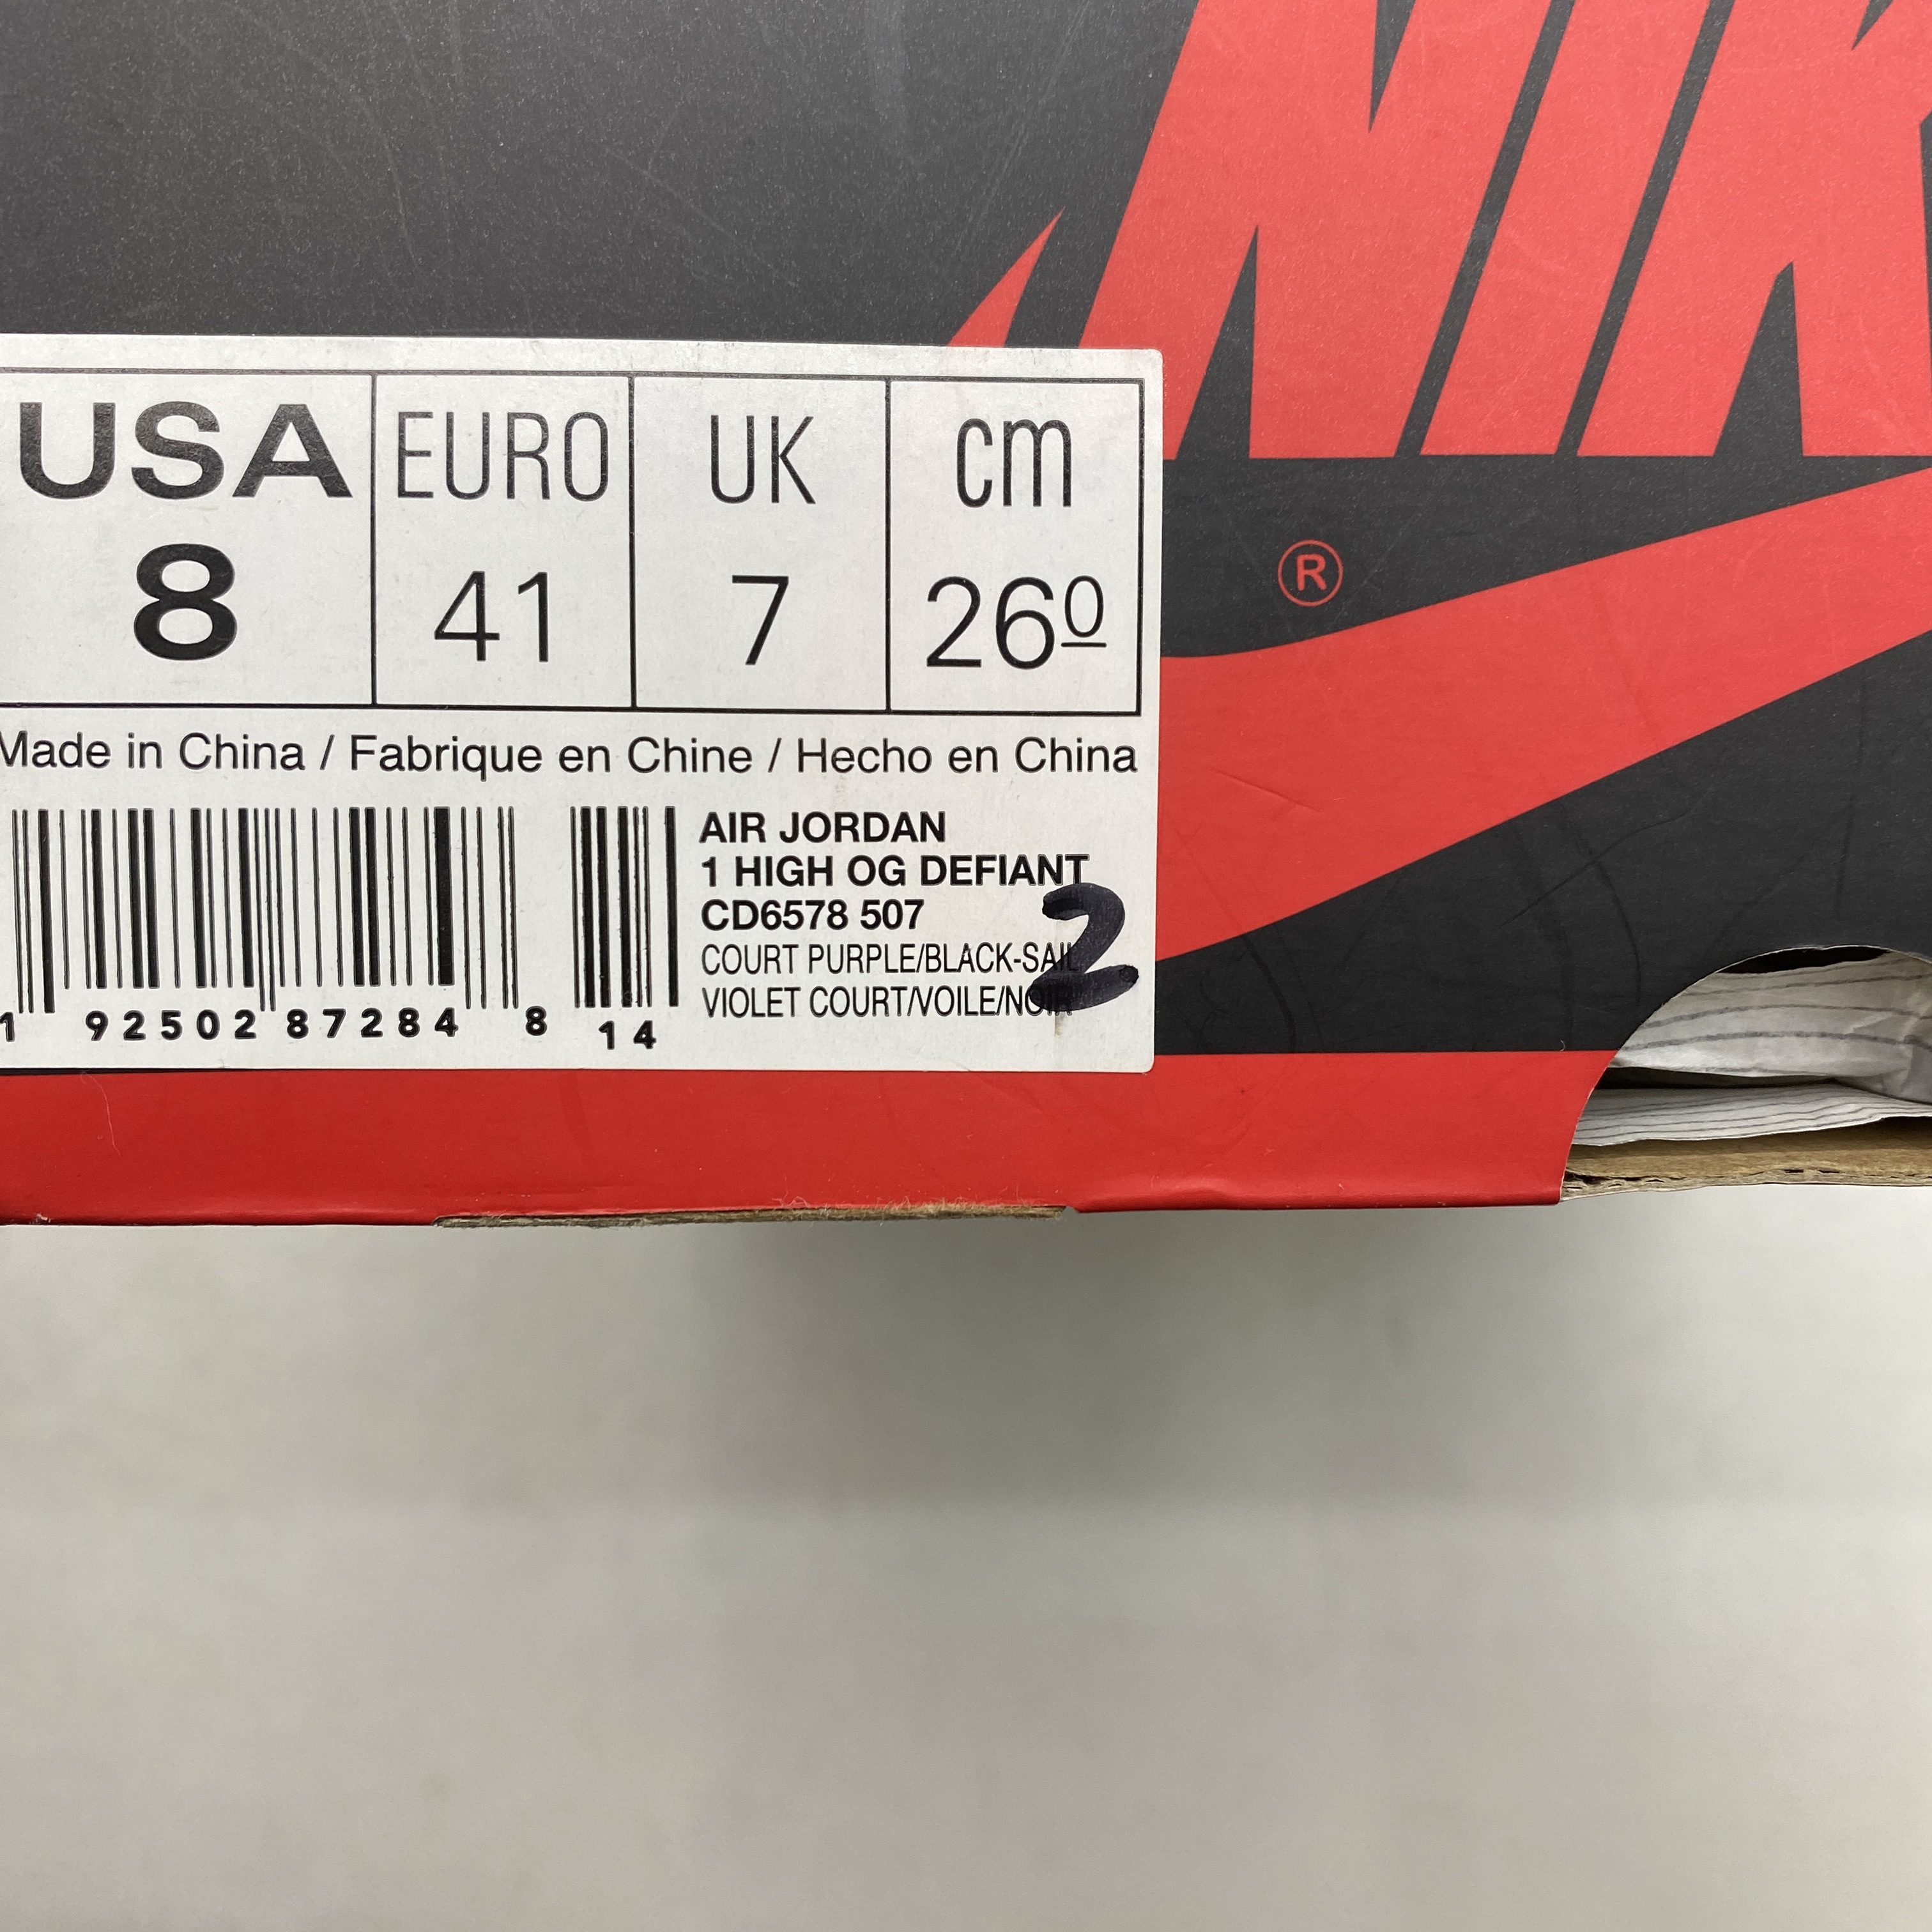 NIK
®
USA EURO UK cm
8 41 7 260
Made in China / Fabrique en Chine / Hecho en China
AIR JORDAN
1 HIGH OG DEFIANT
CD6578 507
COURT PURPLE/BLACK-SAIL
VIOLET COURT/VOILE/NOIR
2
1 92502 87284 8 14